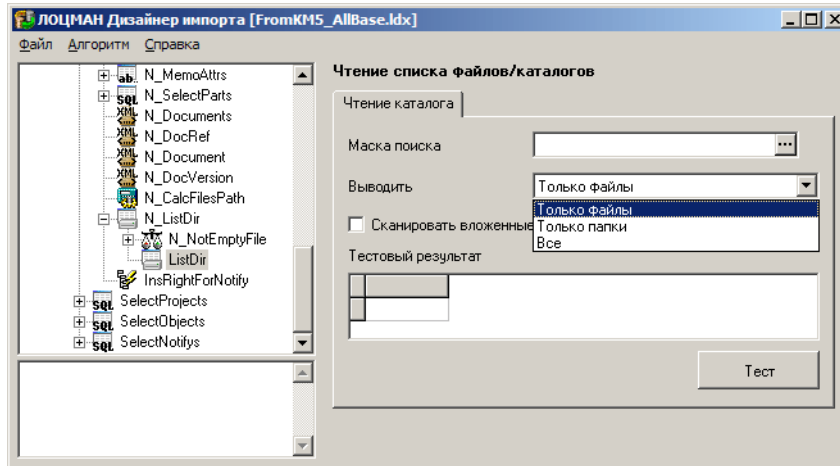 ЛОЦМАН Дизайнер импорта [FromKM5_AllBase.ldx]
Файл Алгоритм Справка
N_MemoAttrs
N_SelectParts
N_Documents
N_DocRef
N_Document
N_DocVersion
N_CalcFilesPath
N_ListDir
N_NotEmptyFile
ListDir
InsRightForNotify
SelectProjects
SelectObjects
SelectNotifys
Чтение списка файлов/каталогов
Чтение каталога
Маска поиска
...
Выводить
Только файлы
Только файлы
Только папки
Все
Сканировать вложенные
Тестовый результат
Тест